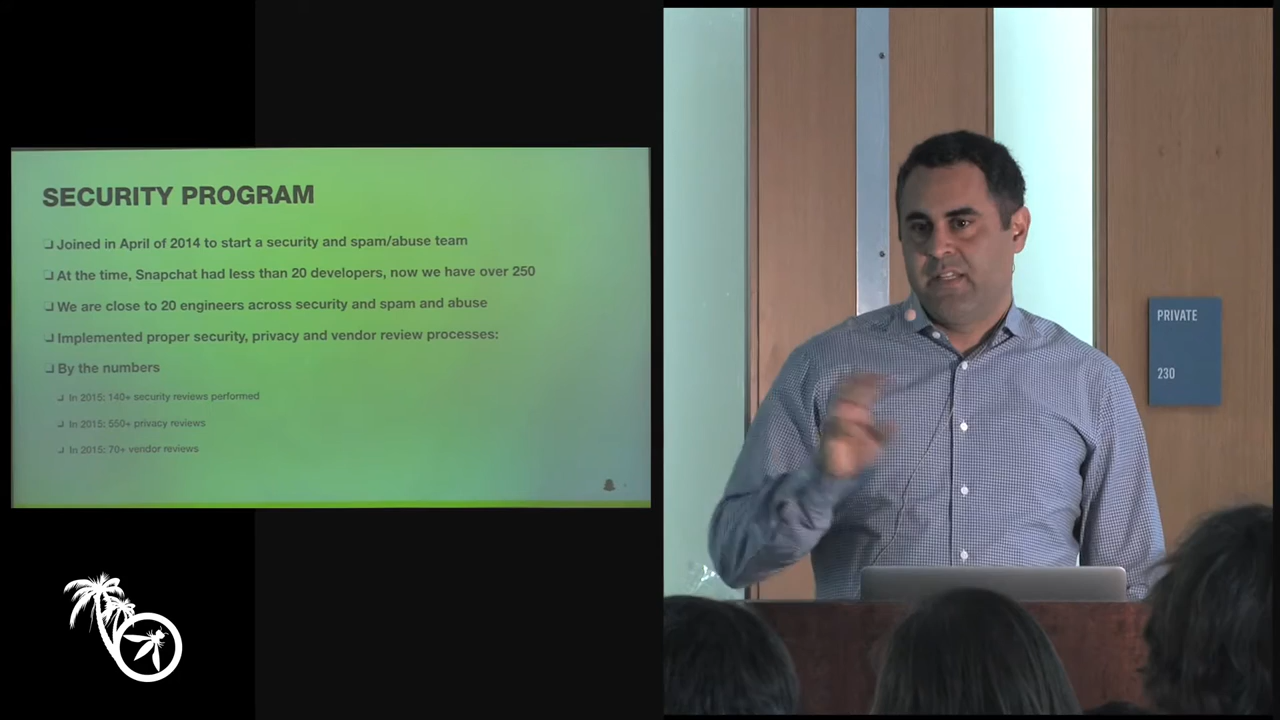 SECURITY PROGRAM
Joined in April of 2014 to start a security and spam/abuse team
At the time, Snapchat had less than 20 developers, now we have over 250
We are close to 20 engineers across security and spam and abuse
Implemented proper security, privacy and vendor review processes:
By the numbers
In 2015: 140+ security reviews performed
In 2015: 550+ privacy reviews
In 2015: 70+ vendor reviews
PRIVATE
230